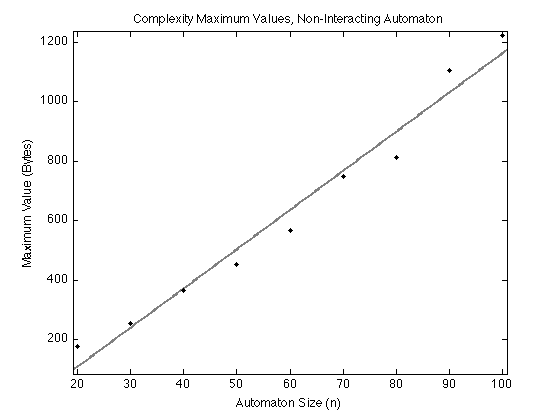 Complexity Maximum Values, Non-Interacting Automaton
1200
1000
800
600
400
200
Maximum Value (Bytes)
20 30 40 50 60 70 80 90 100
Automaton Size (n)